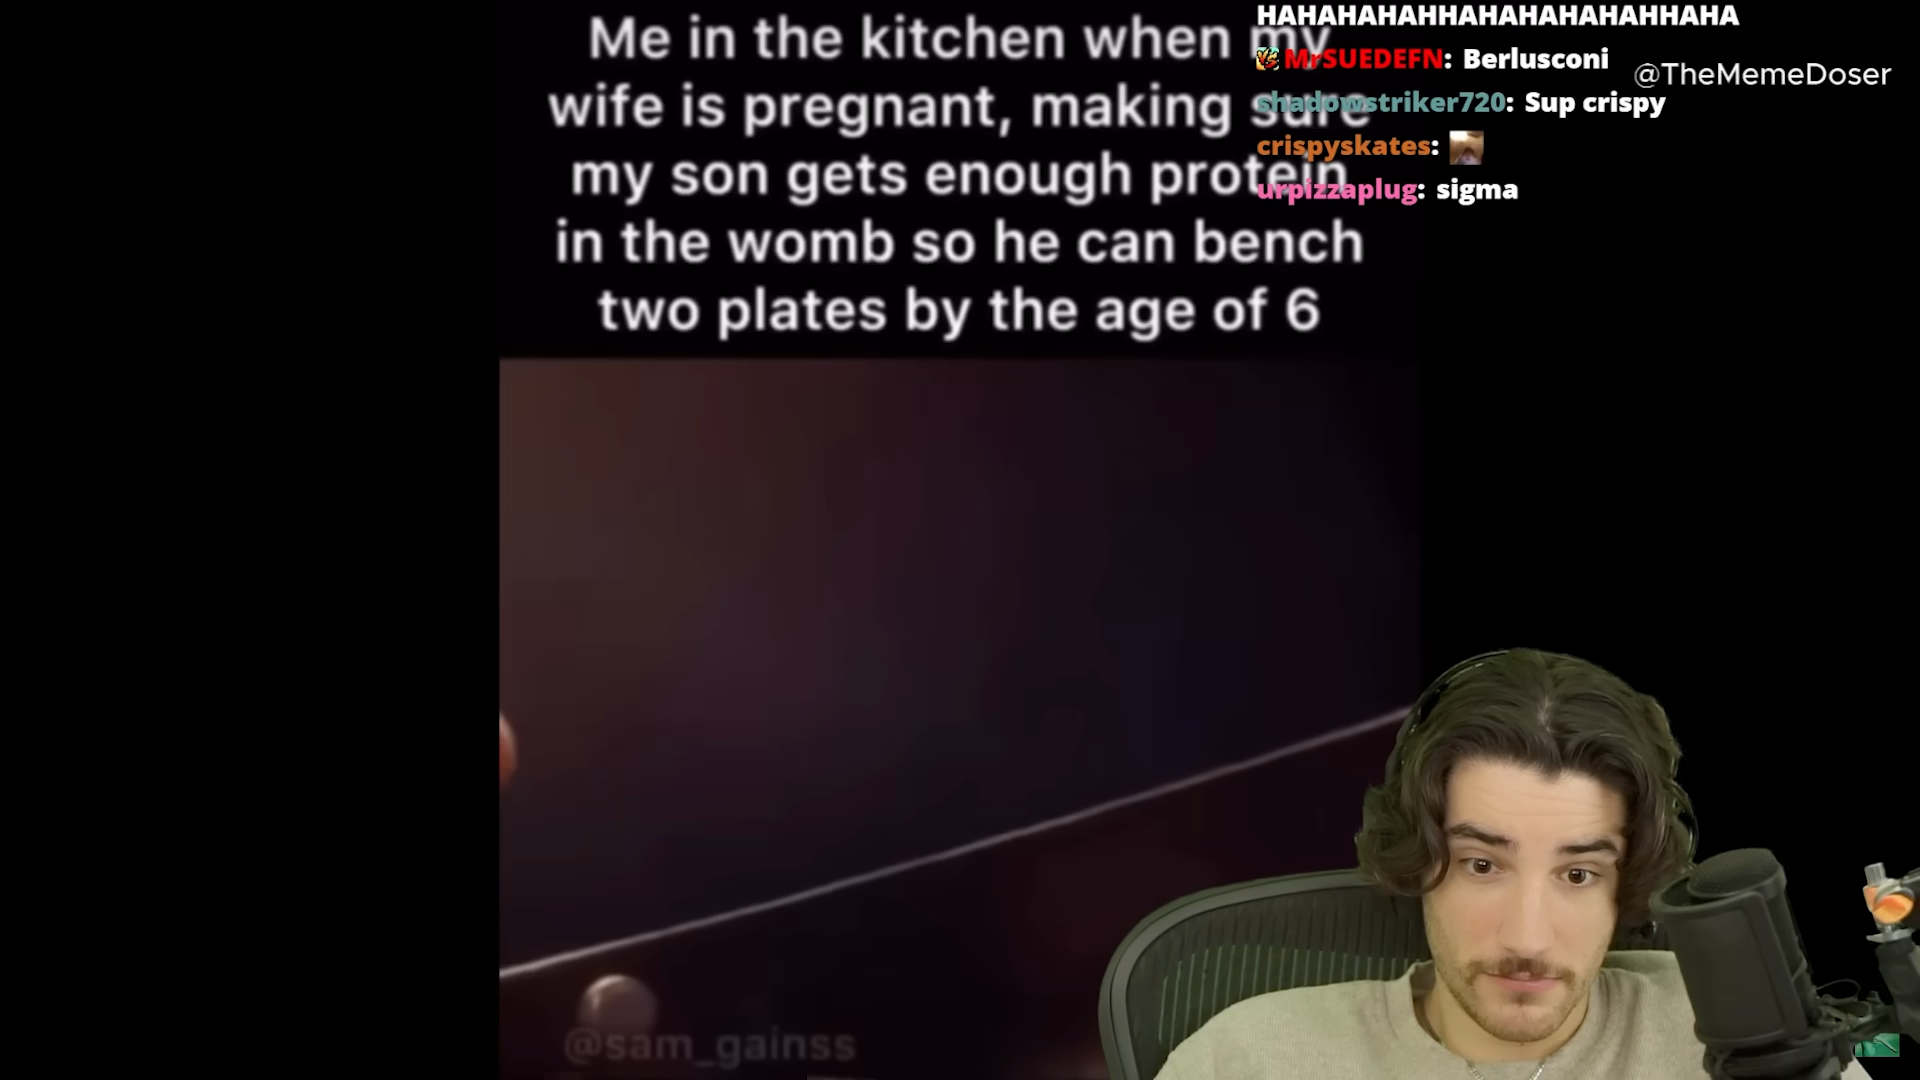 Me in the kitchen when my
wife is pregnant, making sure
my son gets enough protein
in the womb so he can bench
two plates by the age of 6
HAHAHAHAHHAHAHAHAHAHHAHA
MrSUEDEFN: Berlusconi
shadowstriker720: Sup crispy
crispyskates:
urpizzaplug: sigma
@TheMemeDoser
@sam_gainss